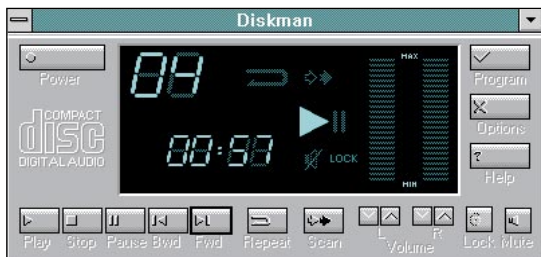 Diskman
04
MAX
Power
Program
COMPACT
disc
DIGITAL AUDIO
Options
00:57
LOCK
?
Help
MIN
Play Stop Pause Bwd Fwd Repeat Scan L R Lock Mute
Volume